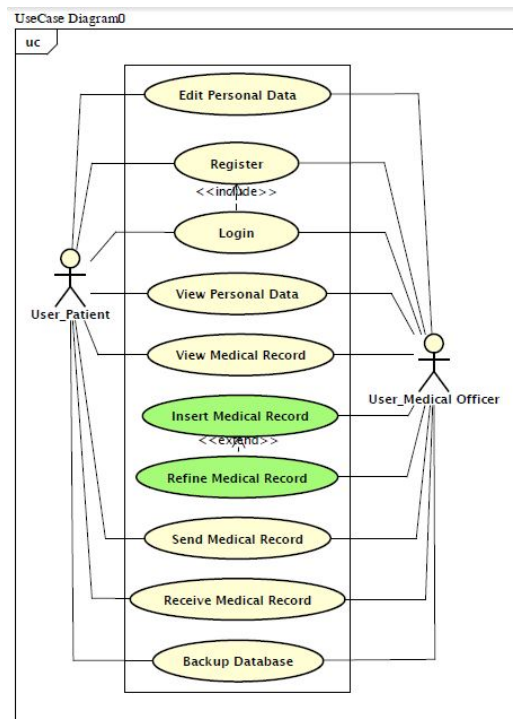 UseCase Diagram0
uc
Edit Personal Data
Register
<<include>>
Login
View Personal Data
User_Patient
View Medical Record
User_Medical Officer
Insert Medical Record
<<extend>>
Refine Medical Record
Send Medical Record
Receive Medical Record
Backup Database